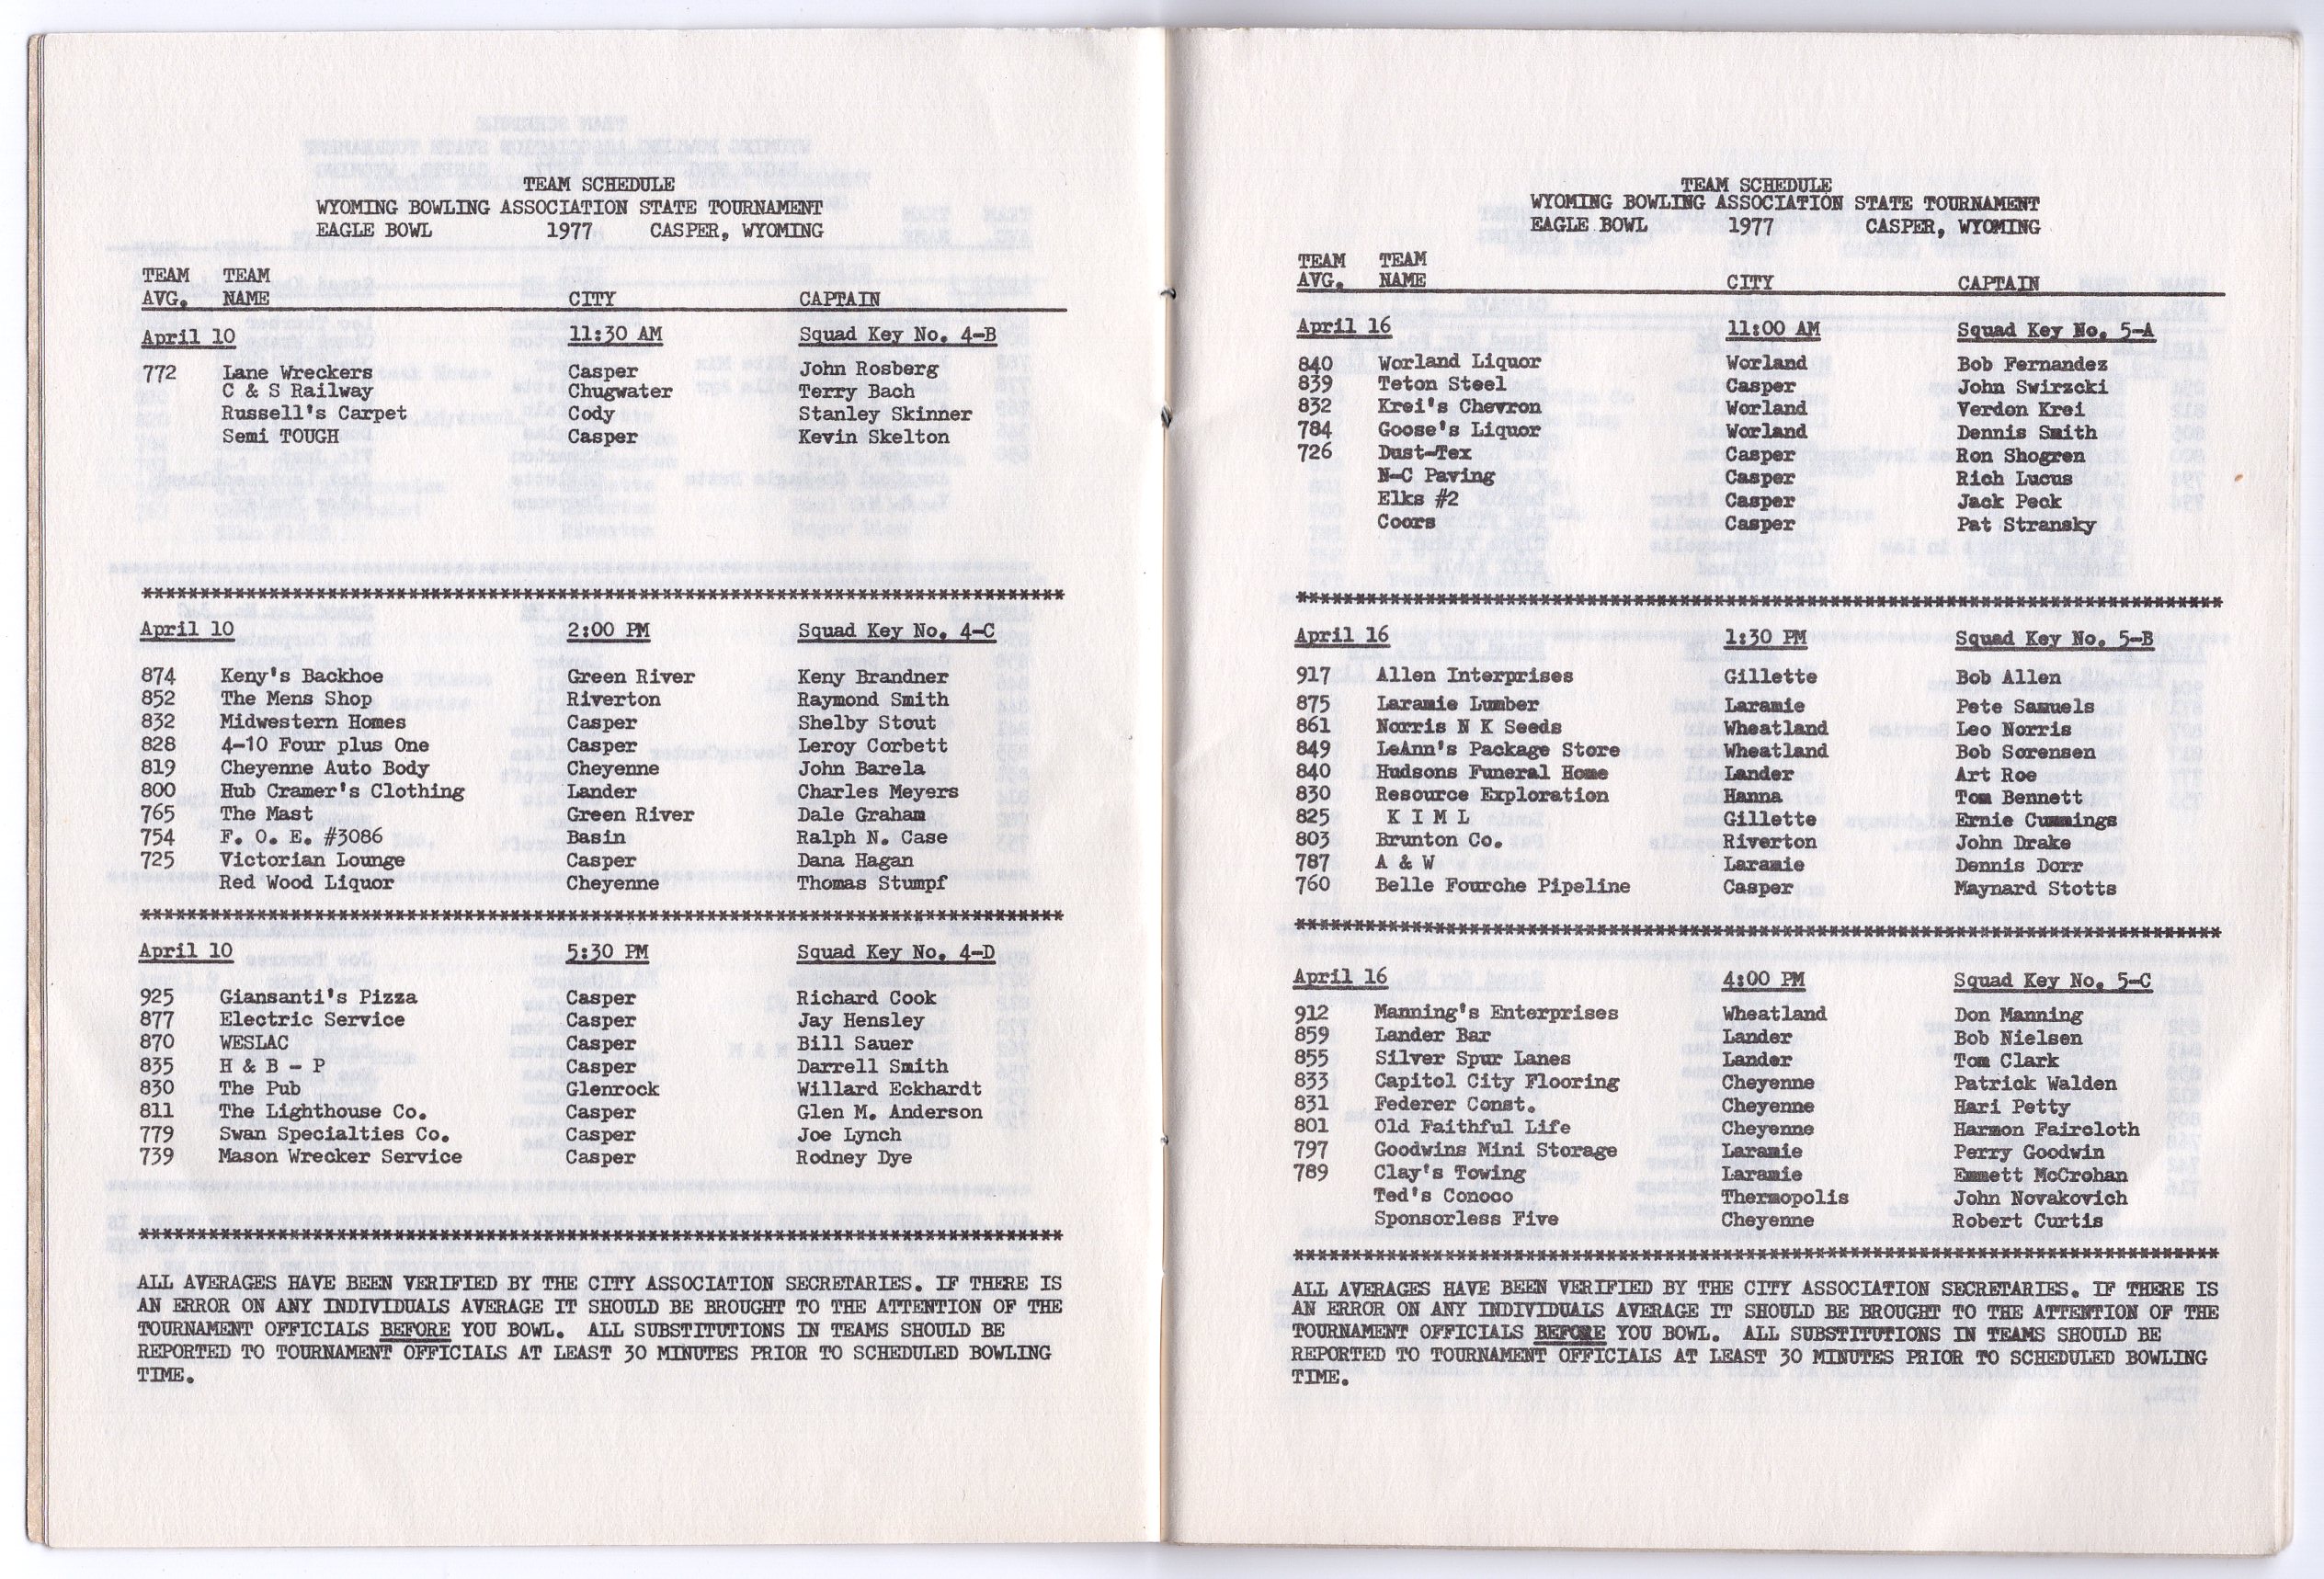 TEAM SCHEDULE
WYOMING BOWLING ASSOCIATION STATE TOURNAMENT
EAGLE BOWL 1977 CASPER, WYOMING
TEAM TEAM
AVG. NAME CITY CAPTAIN
April 10 11:30 AM Squad Key No. 4-B
772 Lane Wreckers Casper John Rosberg
C & S Railway Chugwater Terry Bach
Russell's Carpet Cody Stanley Skinner
Semi TOUGH Casper Kevin Skelton
********************************************************************************
April 10 2:00 PM Squad Key No. 4-C
874 Keny's Backhoe Green River Keny Brandner
852 The Mens Shop Riverton Raymond Smith
832 Midwestern Homes Casper Shelby Stout
828 4-10 Four plus One Casper Leroy Corbett
819 Cheyenne Auto Body Cheyenne John Barela
800 Hub Cramer's Clothing Lander Charles Meyers
765 The Mast Green River Dale Graham
754 F. O. E. #3086 Basin Ralph N. Case
725 Victorian Lounge Casper Dana Hagan
Red Wood Liquor Cheyenne Thomas Stumpf
********************************************************************************
April 10 5:30 PM Squad Key No. 4-D
925 Giansanti's Pizza Casper Richard Cook
877 Electric Service Casper Jay Hensley
870 WESLAC Casper Bill Sauer
835 H & B - P Casper Darrell Smith
830 The Pub Glenrock Willard Eckhardt
811 The Lighthouse Co. Casper Glen M. Anderson
779 Swan Specialties Co. Casper Joe Lynch
739 Mason Wrecker Service Casper Rodney Dye
********************************************************************************
ALL AVERAGES HAVE BEEN VERIFIED BY THE CITY ASSOCIATION SECRETARIES. IF THERE IS
AN ERROR ON ANY INDIVIDUALS AVERAGE IT SHOULD BE BROUGHT TO THE ATTENTION OF THE
TOURNAMENT OFFICIALS BEFORE YOU BOWL. ALL SUBSTITUTIONS IN TEAMS SHOULD BE
REPORTED TO TOURNAMENT OFFICIALS AT LEAST 30 MINUTES PRIOR TO SCHEDULED BOWLING
TIME.
TEAM SCHEDULE
WYOMING BOWLING ASSOCIATION STATE TOURNAMENT
EAGLE BOWL 1977 CASPER, WYOMING
TEAM TEAM
AVG. NAME CITY CAPTAIN
April 16 11:00 AM Squad Key No. 5-A
840 Worland Liquor Worland Bob Fernandez
839 Teton Steel Casper John Swirzcki
832 Krei's Chevron Worland Verdon Krei
784 Goose's Liquor Worland Dennis Smith
726 Dust-Tex Casper Ron Shogren
N-C Paving Casper Rich Lucus
Elks #2 Casper Jack Peck
Coors Casper Pat Stransky
********************************************************************************
April 16 1:30 PM Squad Key No. 5-B
917 Allen Interprises Gillette Bob Allen
875 Laramie Lumber Laramie Pete Samuels
861 Norris N K Seeds Wheatland Leo Norris
849 LeAnn's Package Store Wheatland Bob Sorensen
840 Hudsons Funeral Home Lander Art Roe
830 Resource Exploration Hanna Tom Bennett
825 K I M L Gillette Ernie Cummings
803 Brunton Co. Riverton John Drake
787 A & W Laramie Dennis Dorr
760 Belle Fourche Pipeline Casper Maynard Stotts
********************************************************************************
April 16 4:00 PM Squad Key No. 5-C
912 Manning's Enterprises Wheatland Don Manning
859 Lander Bar Lander Bob Nielsen
855 Silver Spur Lanes Lander Tom Clark
833 Capitol City Flooring Cheyenne Patrick Walden
831 Federer Const. Cheyenne Hari Petty
801 Old Faithful Life Cheyenne Harmon Faircloth
797 Goodwins Mini Storage Laramie Perry Goodwin
789 Clay's Towing Laramie Emmett McCrohan
Ted's Conoco Thermopolis John Novakovich
Sponsorless Five Cheyenne Robert Curtis
********************************************************************************
ALL AVERAGES HAVE BEEN VERIFIED BY THE CITY ASSOCIATION SECRETARIES. IF THERE IS
AN ERROR ON ANY INDIVIDUALS AVERAGE IT SHOULD BE BROUGHT TO THE ATTENTION OF THE
TOURNAMENT OFFICIALS BEFORE YOU BOWL. ALL SUBSTITUTIONS IN TEAMS SHOULD BE
REPORTED TO TOURNAMENT OFFICIALS AT LEAST 30 MINUTES PRIOR TO SCHEDULED BOWLING
TIME.